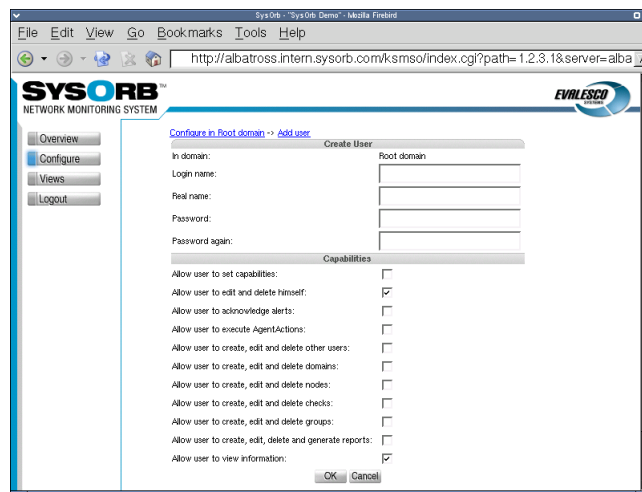 SysOrb - "SysOrb Demo" - Mozilla Firebird
File Edit View Go Bookmarks Tools Help
http://albatross.intern.sysorb.com/ksmso/index.cgi?path=1.2.3.1&server=alba
SYSORB™
NETWORK MONITORING SYSTEM
EVALESCO
SYSTEMS
Overview
Configure
Views
Logout
Configure in Root domain -> Add user
Create User
In domain: Root domain
Login name:
Real name:
Password:
Password again:
Capabilities
Allow user to set capabilities:
Allow user to edit and delete himself:
Allow user to acknowledge alerts:
Allow user to execute AgentActions:
Allow user to create, edit and delete other users:
Allow user to create, edit and delete domains:
Allow user to create, edit and delete nodes:
Allow user to create, edit and delete checks:
Allow user to create, edit and delete groups:
Allow user to create, edit, delete and generate reports:
Allow user to view information:
OK Cancel